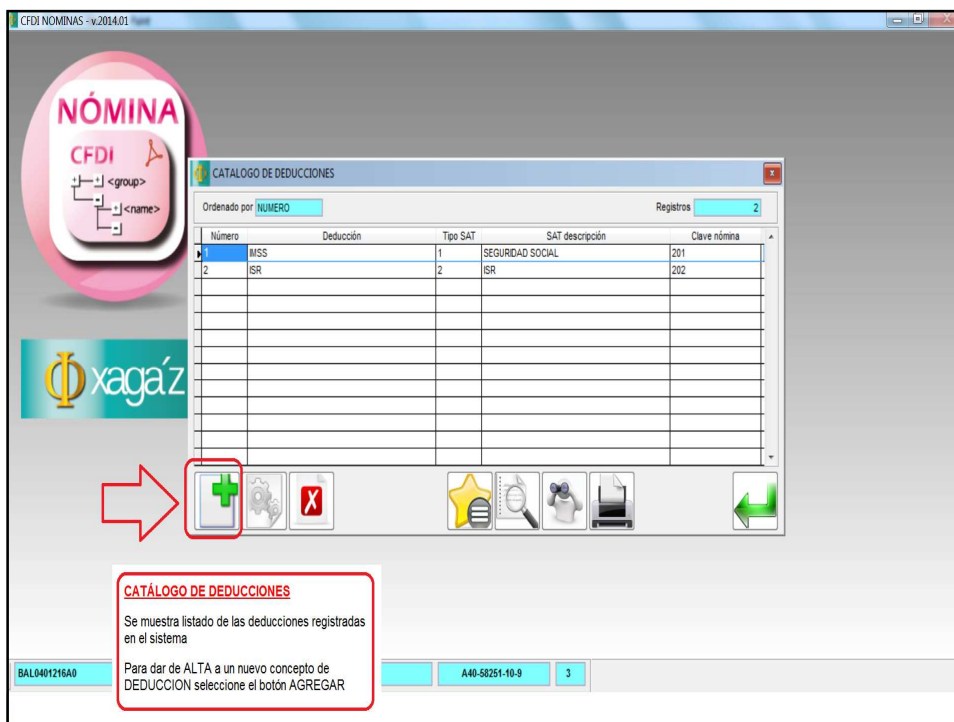 CFDI NOMINAS - v.2014.01
NÓMINA
CFDI
<group>
<name>
xagáz
CATALOGO DE DEDUCCIONES
Ordenado por NUMERO Registros 2
Número Deducción Tipo SAT SAT descripción Clave nómina
1 IMSS 1 SEGURIDAD SOCIAL 201
2 ISR 2 ISR 202
CATÁLOGO DE DEDUCCIONES
Se muestra listado de las deducciones registradas
en el sistema
Para dar de ALTA a un nuevo concepto de
DEDUCCION seleccione el botón AGREGAR
BAL0401216A0 A40-58251-10-9 3